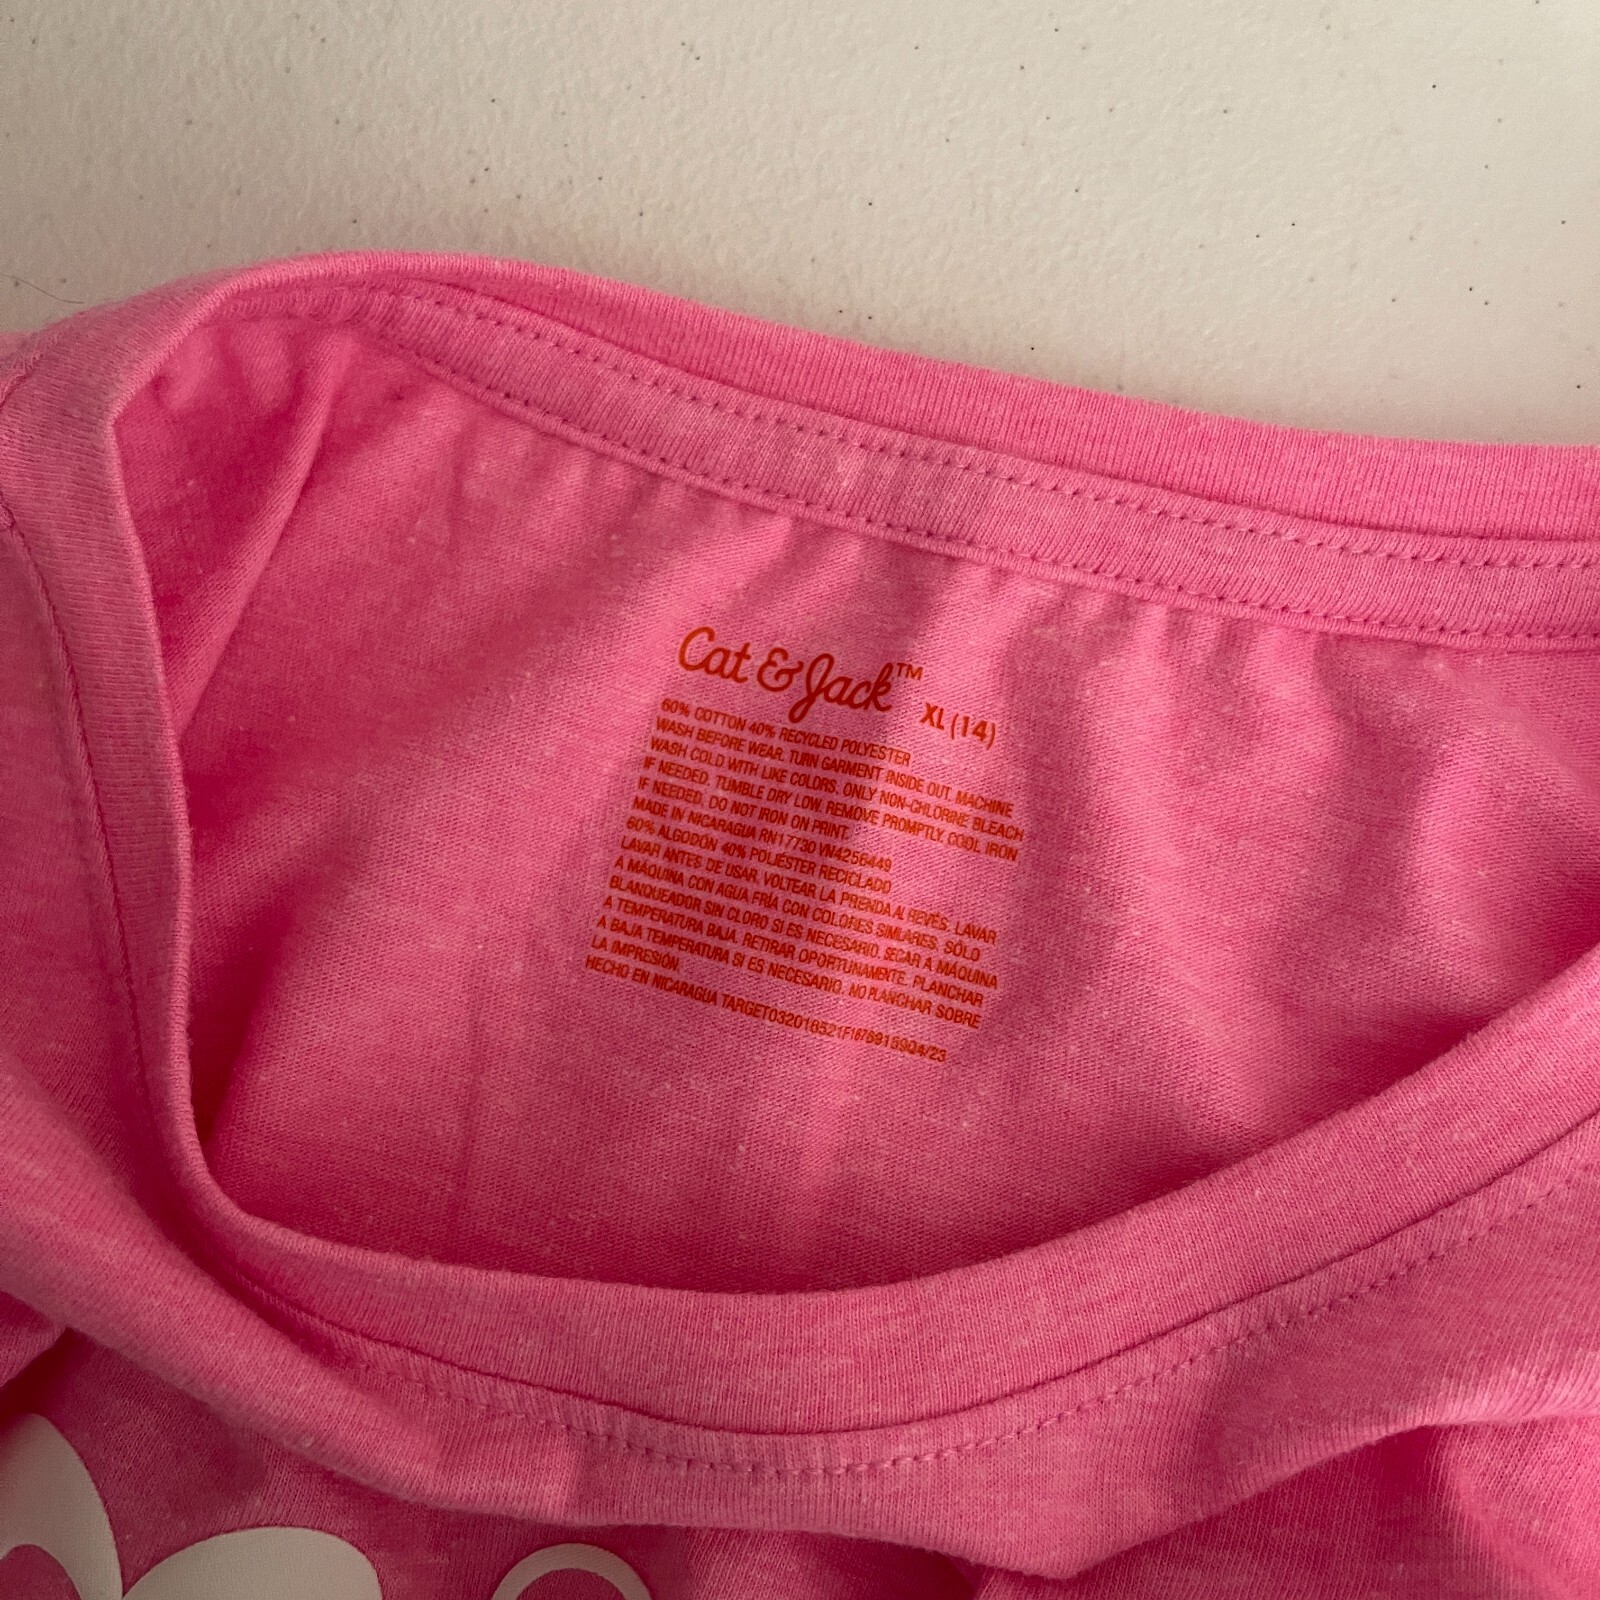 Cat & Jack™ XL (14)
60% COTTON 40% RECYCLED POLYESTER
WASH BEFORE WEAR. TURN GARMENT INSIDE OUT. MACHINE
WASH COLD WITH LIKE COLORS. ONLY NON-CHLORINE BLEACH
IF NEEDED. TUMBLE DRY LOW. REMOVE PROMPTLY. COOL IRON
IF NEEDED. DO NOT IRON ON PRINT.
MADE IN NICARAGUA RN17730 VN4256449
60% ALGODÓN 40% POLIÉSTER RECICLADO
LAVAR ANTES DE USAR. VOLTEAR LA PRENDA AL REVÉS. LAVAR
A MÁQUINA CON AGUA FRÍA CON COLORES SIMILARES. SÓLO
BLANQUEADOR SIN CLORO SI ES NECESARIO. SECAR A MÁQUINA
A TEMPERATURA BAJA. RETIRAR OPORTUNAMENTE. PLANCHAR
A BAJA TEMPERATURA SI ES NECESARIO. NO PLANCHAR SOBRE
LA IMPRESIÓN.
HECHO EN NICARAGUA